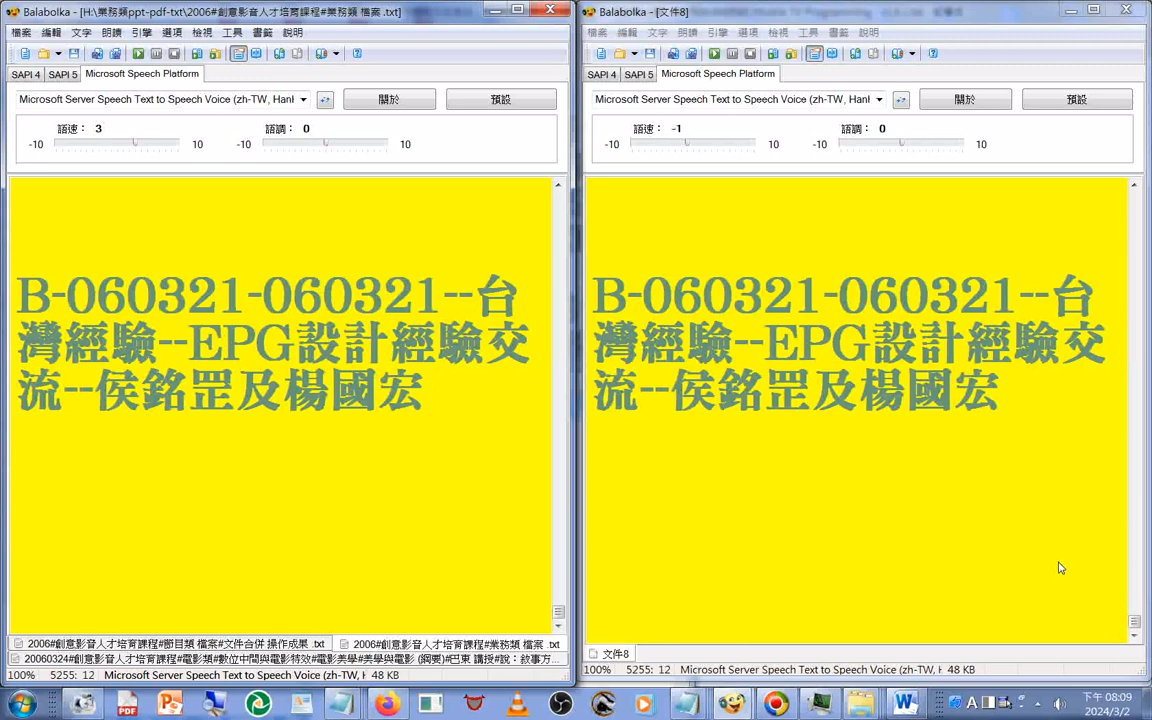 Balabolka - [H:\業務類ppt-pdf-txt\2006#創意影音人才培育課程#業務類 檔案 .txt]
檔案 編輯 文字 朗讀 引擎 選項 檢視 工具 書籤 說明
SAPI 4 SAPI 5 Microsoft Speech Platform
Microsoft Server Speech Text to Speech Voice (zh-TW, HanI
關於 預設
語速： 3 語調： 0
-10 10 -10 10
B-060321-060321--台
灣經驗--EPG設計經驗交
流--侯銘罡及楊國宏
2006#創意影音人才培育課程#節目類 檔案#文件合併 操作成果 .txt
2006#創意影音人才培育課程#業務類 檔案 .txt
20060324#創意影音人才培育課程#電影類#數位中間與電影特效#電影美學#美學與電影 (綱要)#巴東 講授#說：敘事方...
100% 5255: 12 Microsoft Server Speech Text to Speech Voice (zh-TW, H 48 KB
Balabolka - [文件8]
檔案 編輯 文字 朗讀 引擎 選項 檢視 工具 書籤 說明
SAPI 4 SAPI 5 Microsoft Speech Platform
Microsoft Server Speech Text to Speech Voice (zh-TW, HanI
關於 預設
語速： -1 語調： 0
-10 10 -10 10
B-060321-060321--台
灣經驗--EPG設計經驗交
流--侯銘罡及楊國宏
文件8
100% 5255: 12 Microsoft Server Speech Text to Speech Voice (zh-TW, H 48 KB
下午 08:09
2024/3/2